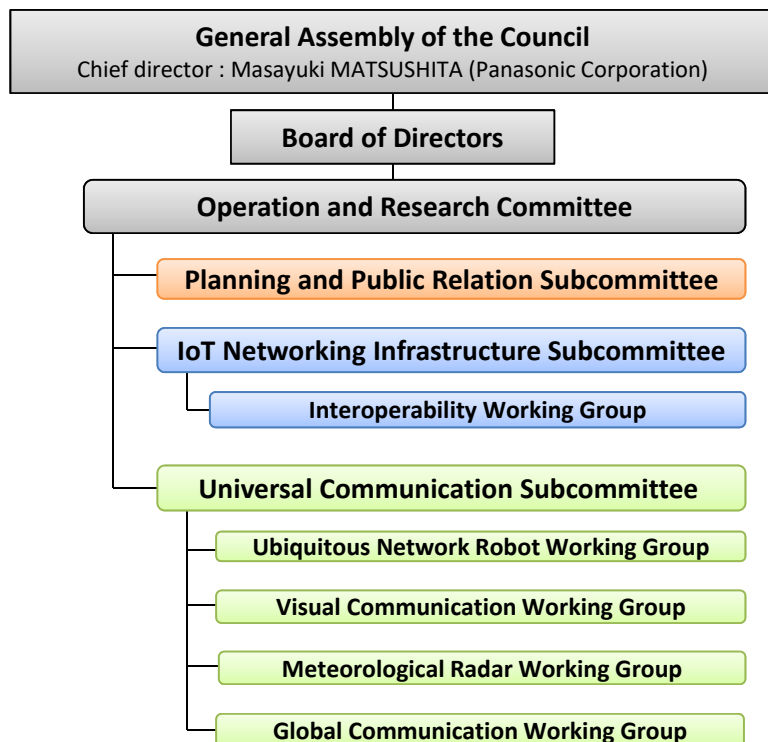 General Assembly of the Council
Chief director : Masayuki MATSUSHITA (Panasonic Corporation)
Board of Directors
Operation and Research Committee
Planning and Public Relation Subcommittee
IoT Networking Infrastructure Subcommittee
Interoperability Working Group
Universal Communication Subcommittee
Ubiquitous Network Robot Working Group
Visual Communication Working Group
Meteorological Radar Working Group
Global Communication Working Group